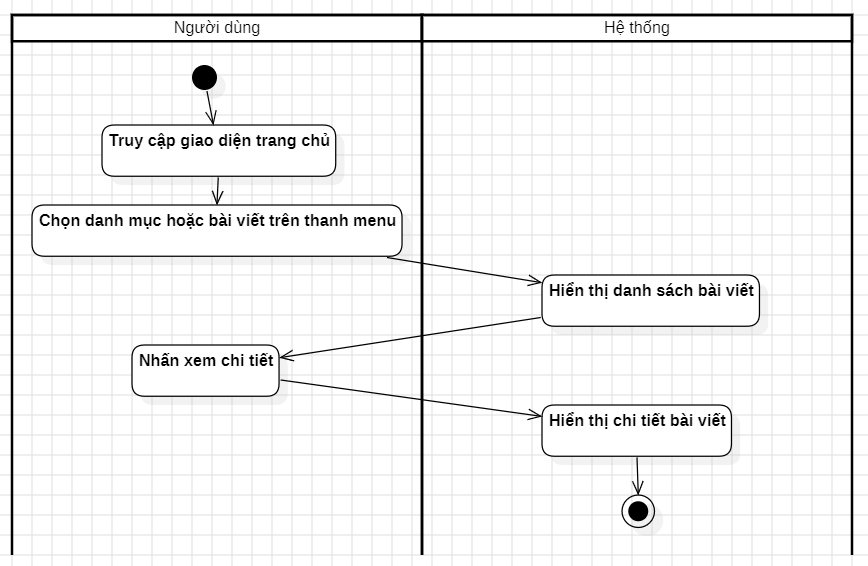 Người dùng
Hệ thống
Truy cập giao diện trang chủ
Chọn danh mục hoặc bài viết trên thanh menu
Hiển thị danh sách bài viết
Nhấn xem chi tiết
Hiển thị chi tiết bài viết